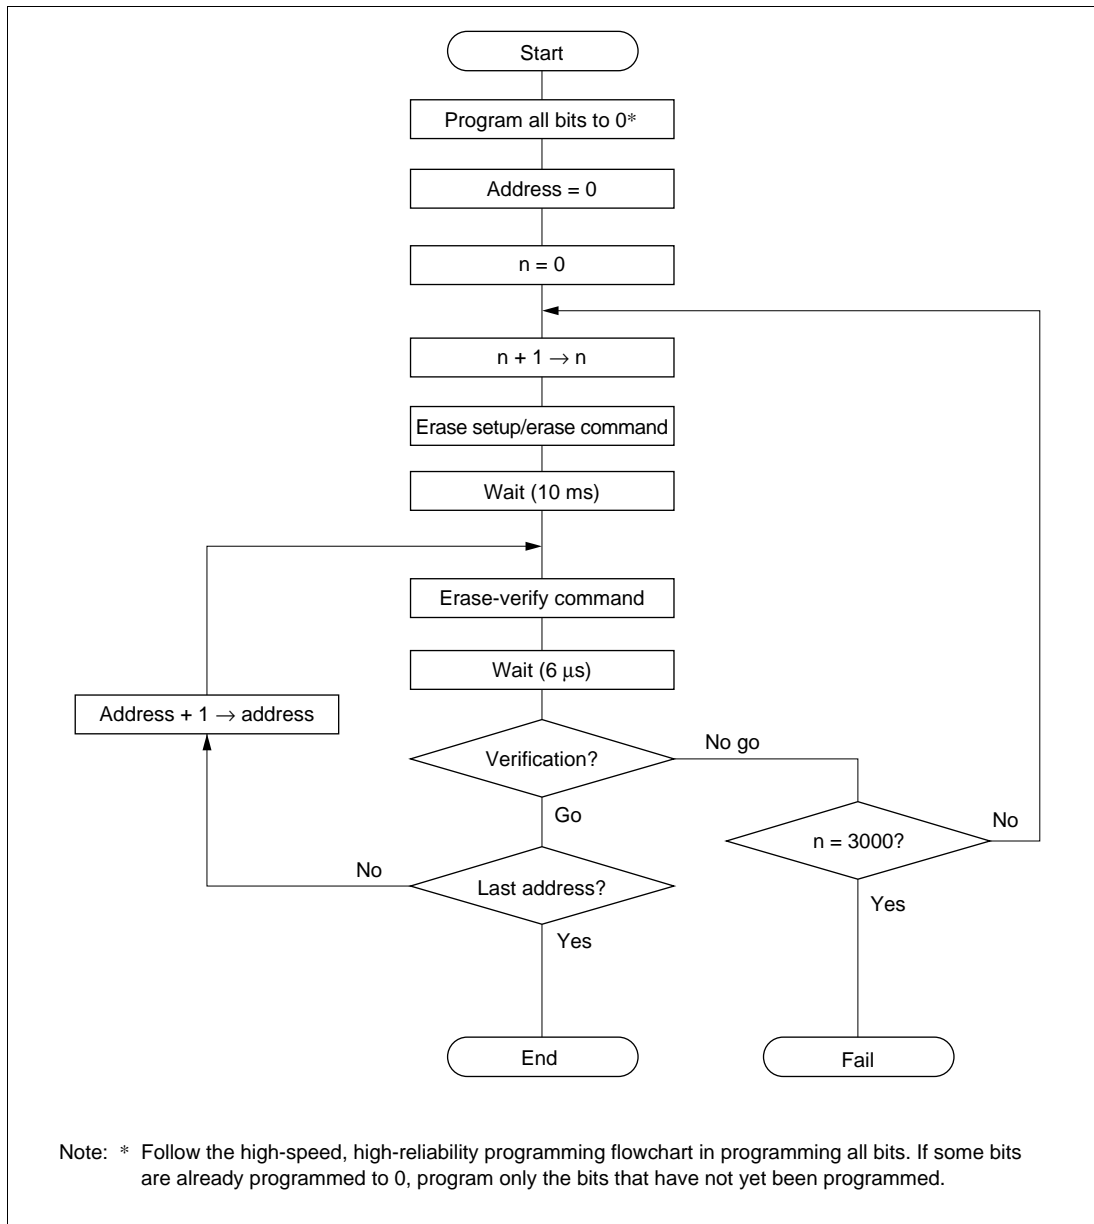 Start
Program all bits to 0*
Address = 0
n = 0
n + 1 → n
Erase setup/erase command
Wait (10 ms)
Erase-verify command
Wait (6 μs)
Address + 1 → address
Verification?
No go
Go
n = 3000?
No
No
Last address?
Yes
Yes
End
Fail
Note: * Follow the high-speed, high-reliability programming flowchart in programming all bits. If some bits
are already programmed to 0, program only the bits that have not yet been programmed.